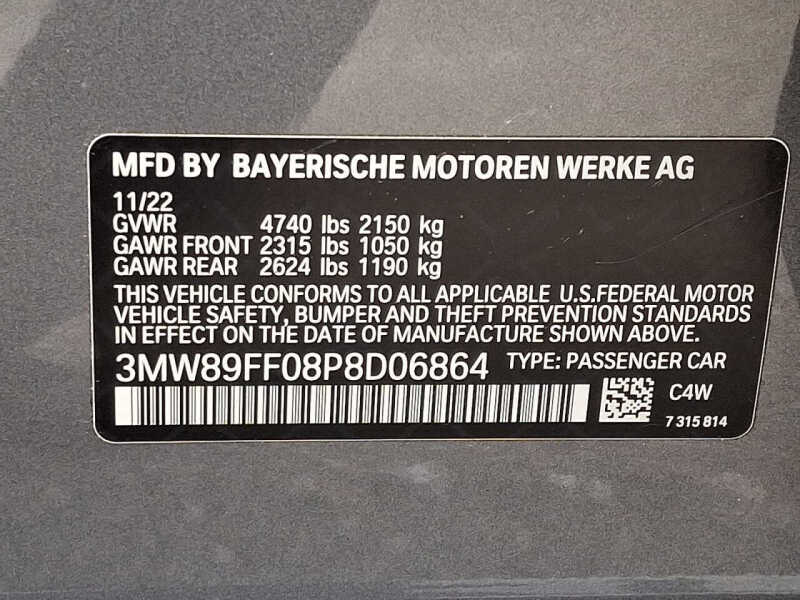 MFD BY BAYERISCHE MOTOREN WERKE AG
11/22
GVWR 4740 lbs 2150 kg
GAWR FRONT 2315 lbs 1050 kg
GAWR REAR 2624 lbs 1190 kg
THIS VEHICLE CONFORMS TO ALL APPLICABLE U.S.FEDERAL MOTOR
VEHICLE SAFETY, BUMPER AND THEFT PREVENTION STANDARDS
IN EFFECT ON THE DATE OF MANUFACTURE SHOWN ABOVE.
3MW89FF08P8D06864 TYPE: PASSENGER CAR
C4W
7 315 814